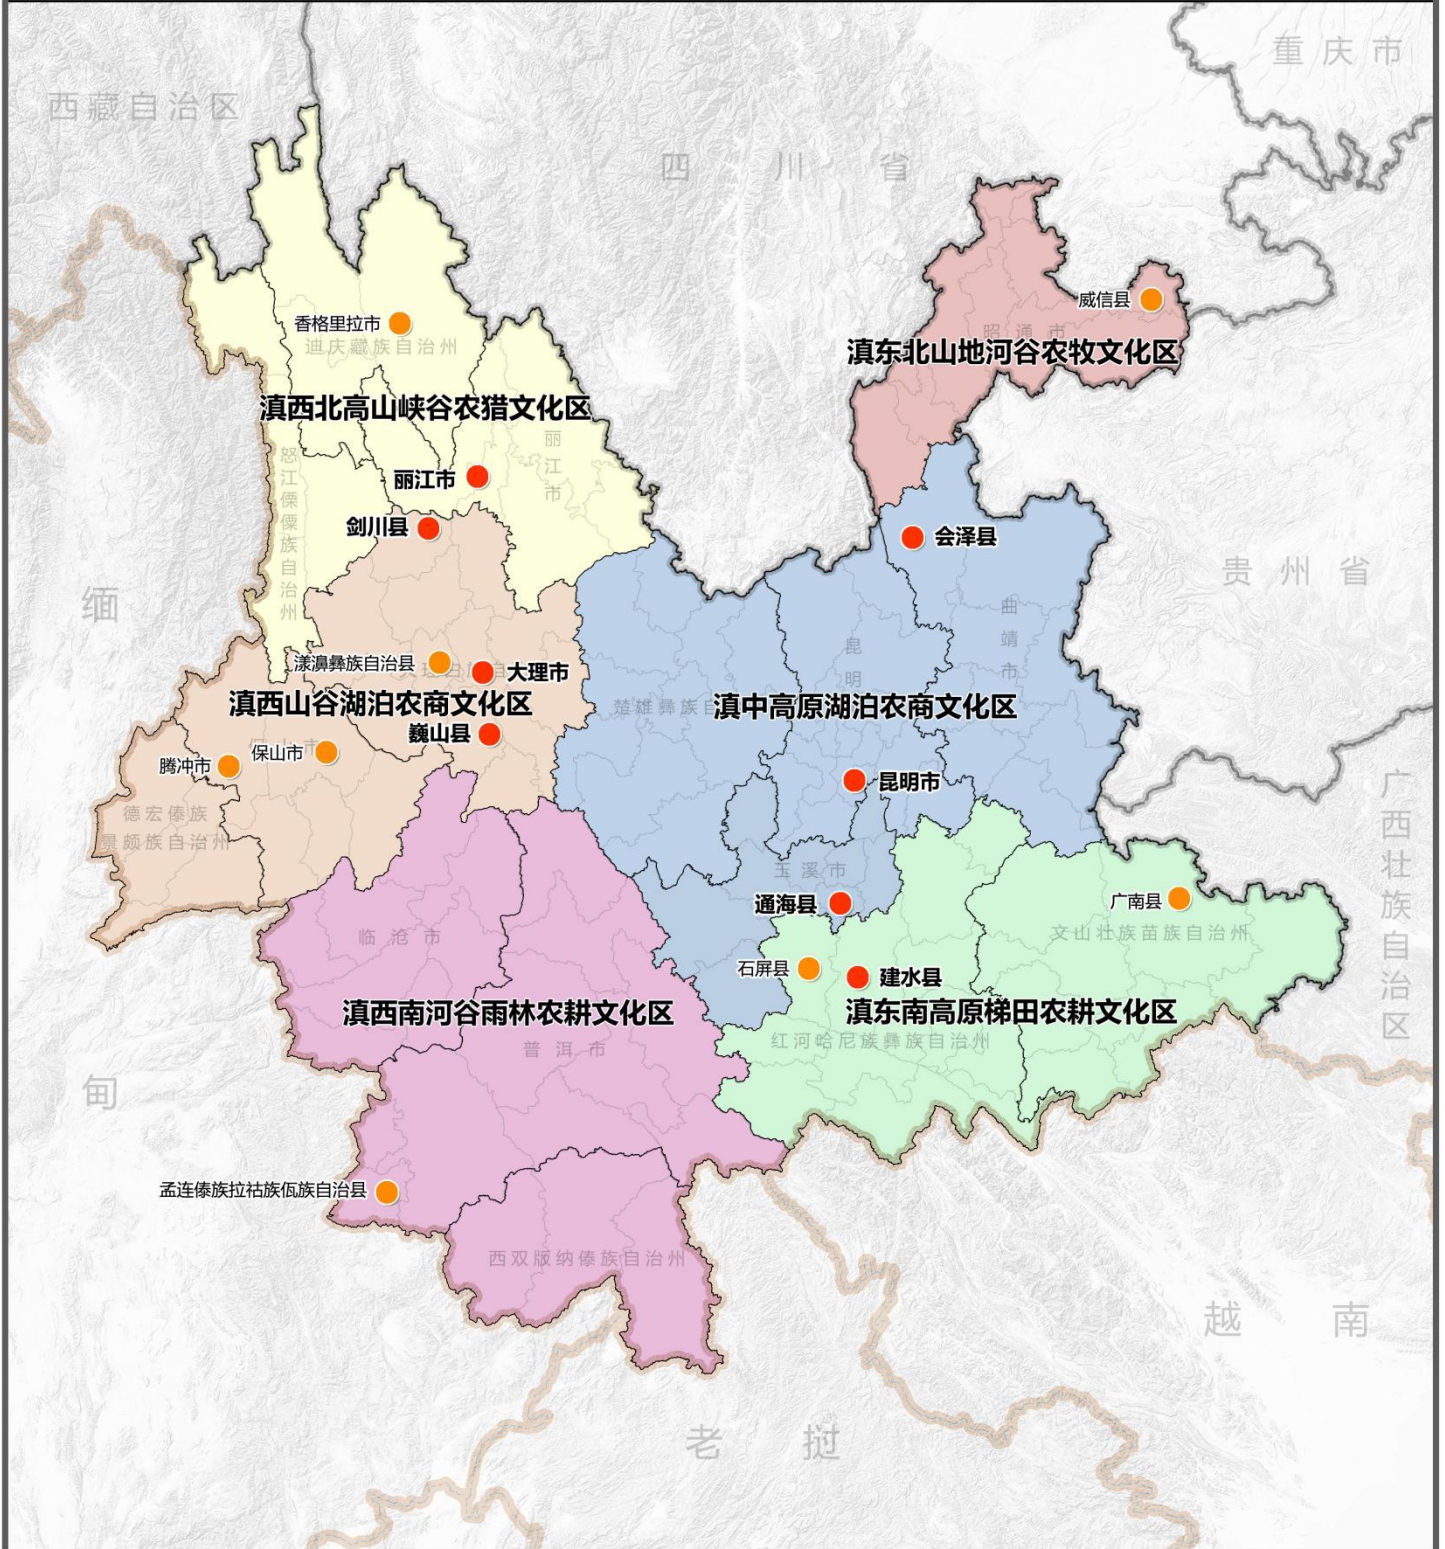 重庆市
西藏自治区
四川省
威信县
香格里拉市
昭通市
迪庆藏族自治州
滇东北山地河谷农牧文化区
滇西北高山峡谷农猎文化区
丽江市
怒江傈僳族自治州
丽江市
剑川县
会泽县
贵州省
缅甸
曲靖市
昆明
漾濞彝族自治县
大理市
滇西山谷湖泊农商文化区
楚雄彝族自
滇中高原湖泊农商文化区
巍山县
保山市
腾冲市
昆明市
广西壮族自治区
德宏傣族
景颇族自治州
玉溪市
通海县
广南县
临沧市
文山壮族苗族自治州
石屏县
建水县
滇西南河谷雨林农耕文化区
滇东南高原梯田农耕文化区
红河哈尼族彝族自治州
普洱市
孟连傣族拉祜族佤族自治县
西双版纳傣族自治州
越南
老挝